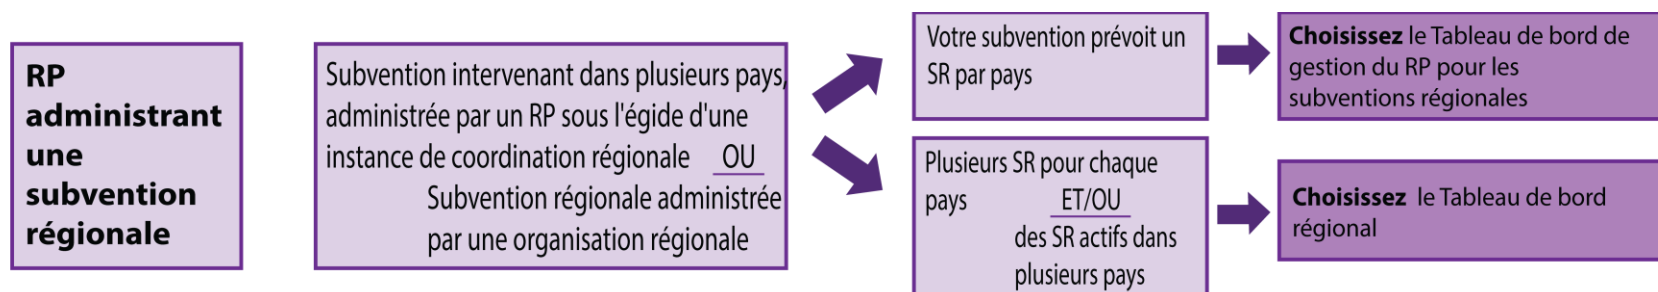 RP
administrant
une
subvention
régionale
Subvention intervenant dans plusieurs pays,
administrée par un RP sous l'égide d'une
instance de coordination régionale OU
Subvention régionale administrée
par une organisation régionale
Votre subvention prévoit un
SR par pays
Choisissez le Tableau de bord de
gestion du RP pour les
subventions régionales
Plusieurs SR pour chaque
pays ET/OU
des SR actifs dans
plusieurs pays
Choisissez le Tableau de bord
régional